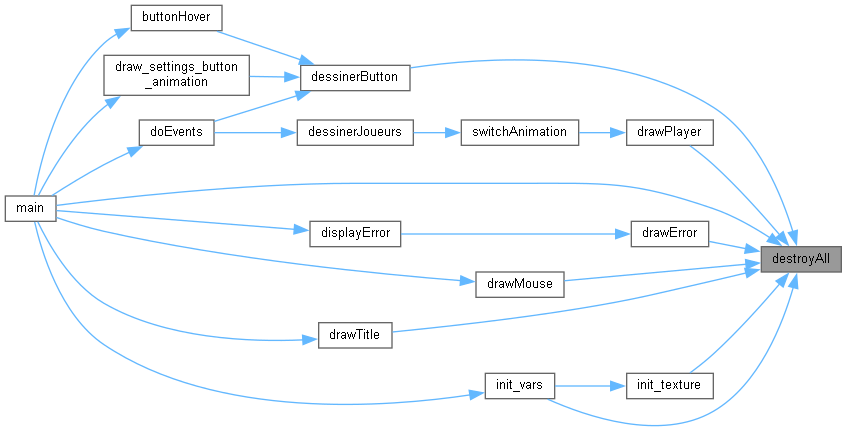 buttonHover
draw_settings_button
_animation
dessinerButton
doEvents
dessinerJoueurs
switchAnimation
drawPlayer
main
displayError
drawError
destroyAll
drawMouse
drawTitle
init_vars
init_texture